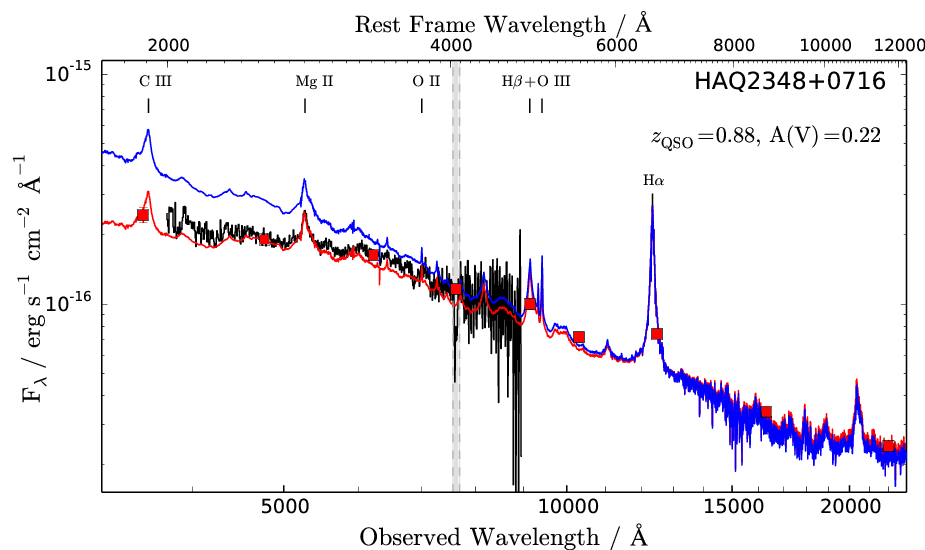 Rest Frame Wavelength / Å
2000 4000 6000 8000 10000 12000
10⁻¹⁵
C III Mg II O II Hβ+O III
HAQ2348+0716
z_QSO=0.88, A(V)=0.22
Hα
10⁻¹⁶
F_λ / erg s⁻¹ cm⁻² Å⁻¹
5000 10000 15000 20000
Observed Wavelength / Å